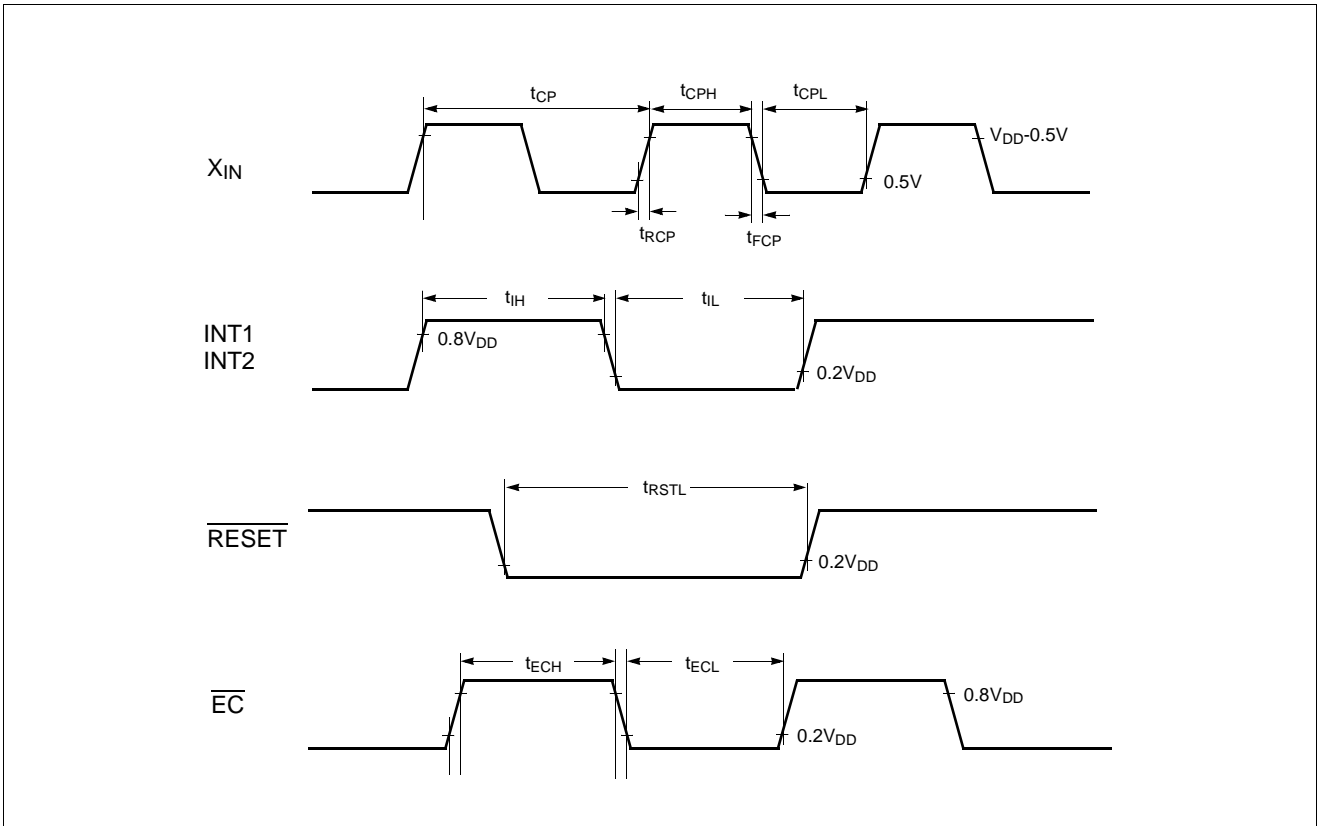 tCP
tCPH
tCPL
XIN
VDD-0.5V
0.5V
tRCP
tFCP
tIH
tIL
INT1
INT2
0.8VDD
0.2VDD
tRSTL
RESET
0.2VDD
tECH
tECL
EC
0.8VDD
0.2VDD